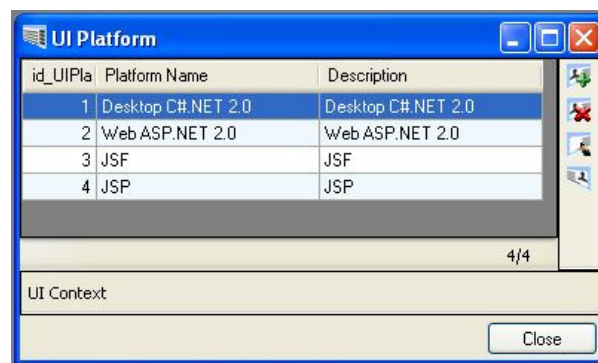 UI Platform
id_UIPla Platform Name Description
1 Desktop C#.NET 2.0 Desktop C#.NET 2.0
2 Web ASP.NET 2.0 Web ASP.NET 2.0
3 JSF JSF
4 JSP JSP
4/4
UI Context
Close